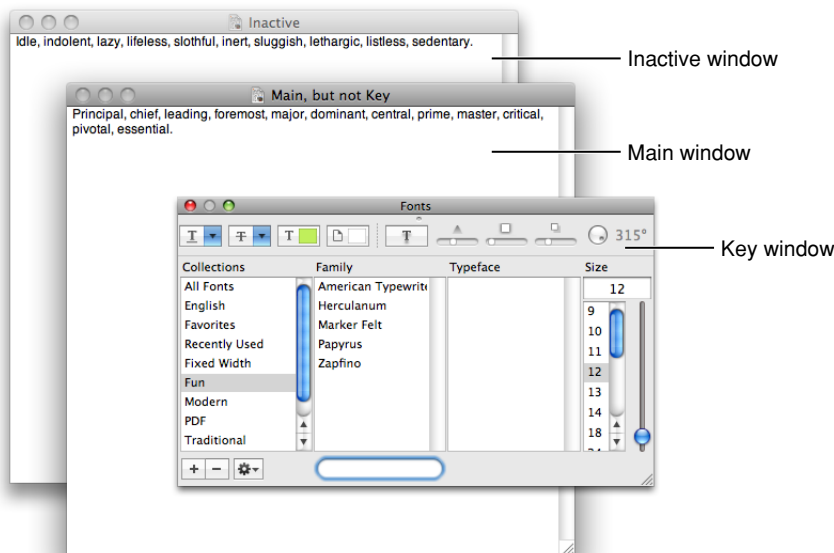 Inactive
Idle, indolent, lazy, lifeless, slothful, inert, sluggish, lethargic, listless, sedentary.
Inactive window
Main, but not Key
Principal, chief, leading, foremost, major, dominant, central, prime, master, critical,
pivotal, essential.
Main window
Fonts
T T T T 315°
Key window
Collections Family Typeface Size
All Fonts American Typewrite 12
English Herculanum 9
Favorites Marker Felt 10
Recently Used Papyrus 11
Fixed Width Zapfino 12
Fun 13
Modern 14
PDF 18
Traditional